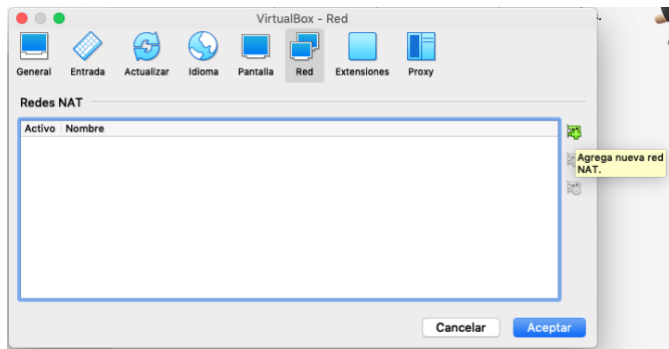 VirtualBox - Red
General Entrada Actualizar Idioma Pantalla Red Extensiones Proxy
Redes NAT
Activo Nombre
Agrega nueva red
NAT.
Cancelar Aceptar